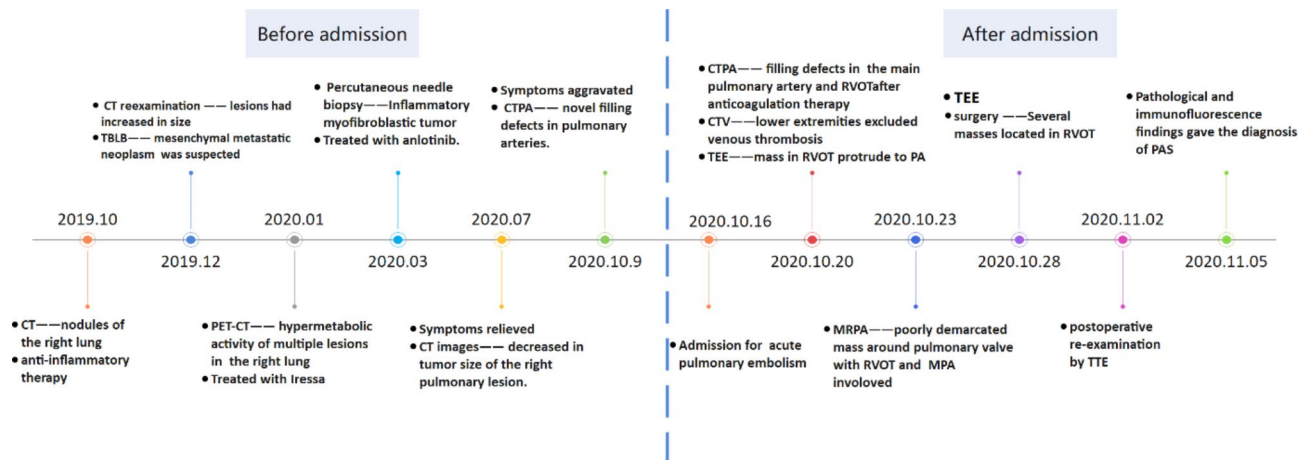 Before admission
After admission
● CT reexamination —— lesions had
increased in size
● TBLB—— mesenchymal metastatic
neoplasm was suspected
● Percutaneous needle
biopsy——Inflammatory
myofibroblastic tumor
● Treated with anlotinib.
● Symptoms aggravated
● CTPA—— novel filling
defects in pulmonary
arteries.
● CTPA—— filling defects in the main
pulmonary artery and RVOTafter
anticoagulation therapy
● CTV——lower extremities excluded
venous thrombosis
● TEE——mass in RVOT protrude to PA
● TEE
● surgery ——Several
masses located in RVOT
● Pathological and
immunofluorescence
findings gave the diagnosis
of PAS
2019.10
2019.12
2020.01
2020.03
2020.07
2020.10.9
2020.10.16
2020.10.20
2020.10.23
2020.10.28
2020.11.02
2020.11.05
● CT——nodules of
the right lung
● anti-inflammatory
therapy
● PET-CT—— hypermetabolic
activity of multiple lesions
in the right lung
● Treated with Iressa
● Symptoms relieved
● CT images—— decreased in
tumor size of the right
pulmonary lesion.
● Admission for acute
pulmonary embolism
● MRPA——poorly demarcated
mass around pulmonary valve
with RVOT and MPA
involoved
● postoperative
re-examination
by TTE